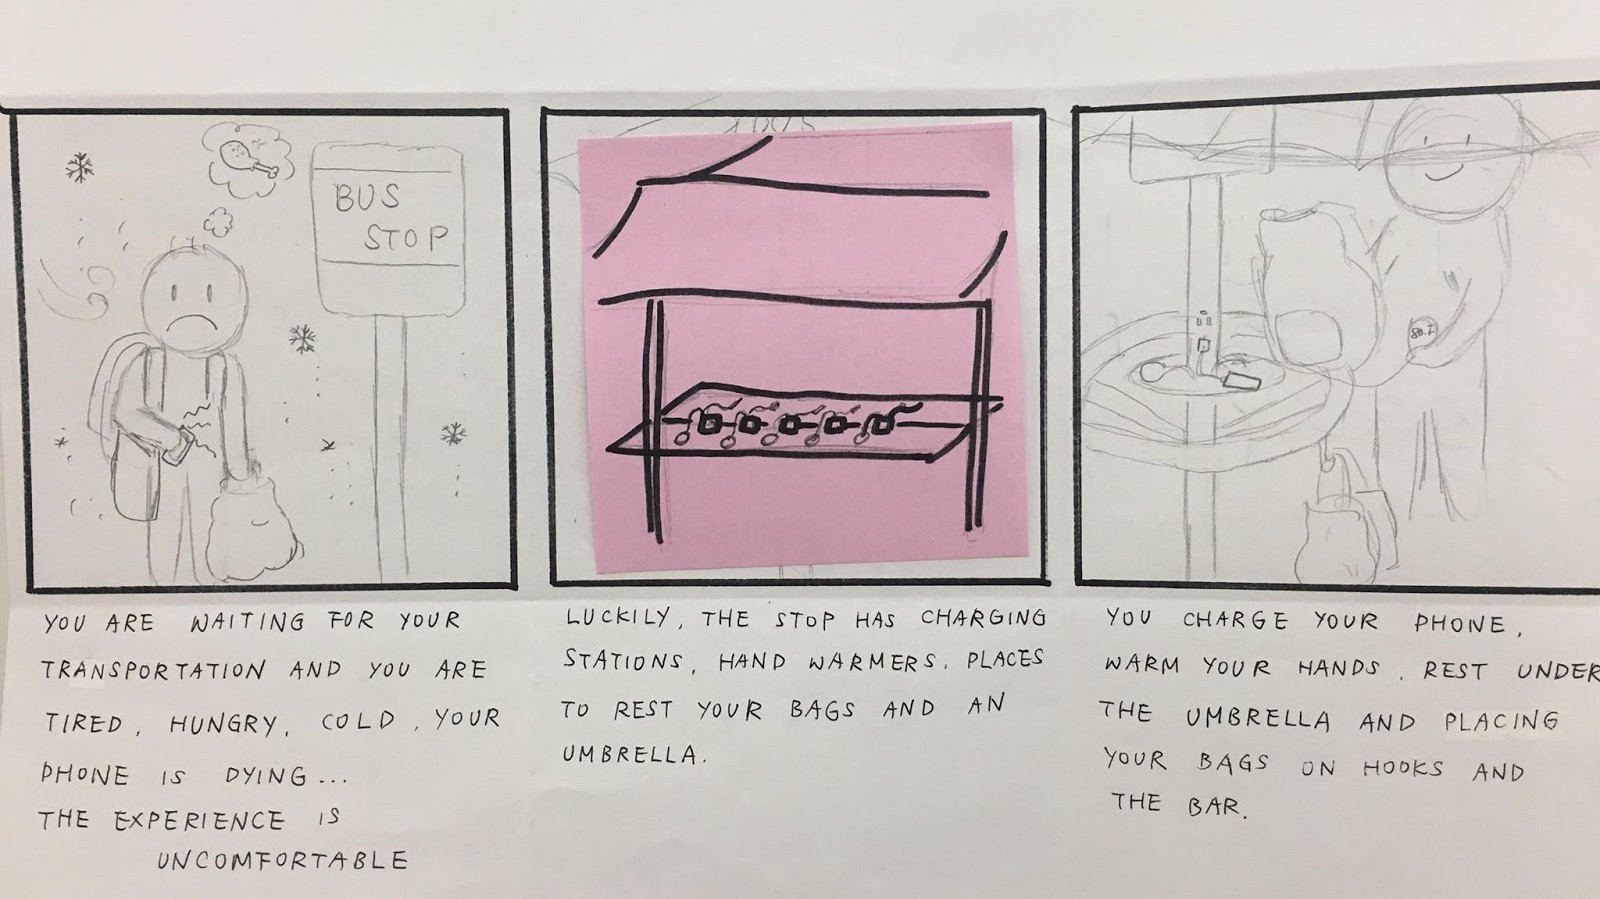 BUS
STOP
YOU ARE WAITING FOR YOUR
TRANSPORTATION AND YOU ARE
TIRED, HUNGRY, COLD, YOUR
PHONE IS DYING...
THE EXPERIENCE IS
UNCOMFORTABLE
LUCKILY, THE STOP HAS CHARGING
STATIONS, HAND WARMERS, PLACES
TO REST YOUR BAGS AND AN
UMBRELLA.
YOU CHARGE YOUR PHONE,
WARM YOUR HANDS, REST UNDER
THE UMBRELLA AND PLACING
YOUR BAGS ON HOOKS AND
THE BAR.